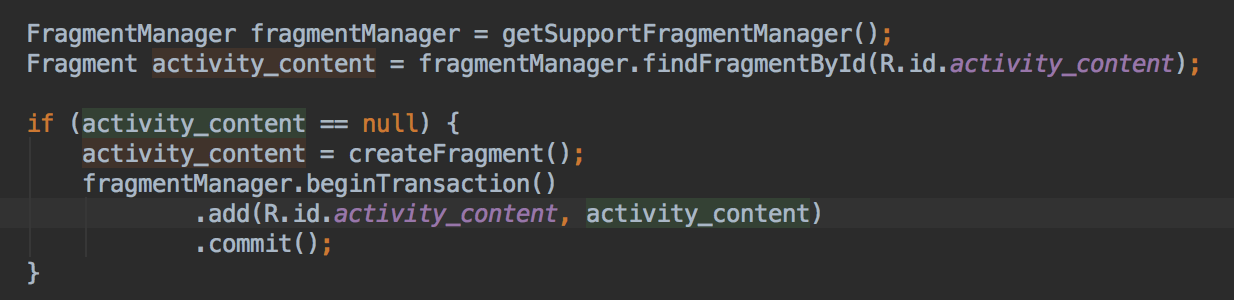 FragmentManager fragmentManager = getSupportFragmentManager();
Fragment activity_content = fragmentManager.findFragmentById(R.id.activity_content);
if (activity_content == null) {
activity_content = createFragment();
fragmentManager.beginTransaction()
.add(R.id.activity_content, activity_content)
.commit();
}